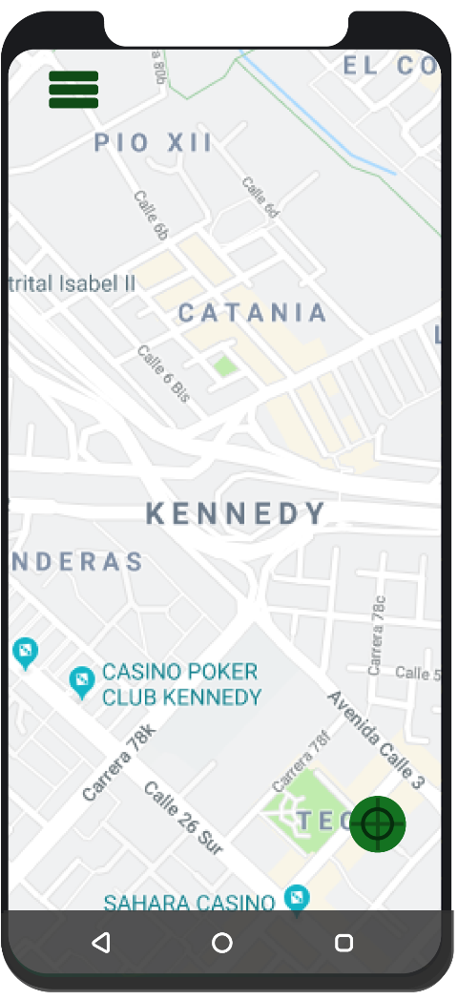 a 80b
EL CO
PIO XII
Calle 6d
Calle 6b
trital Isabel II
CATANIA
L
Calle 6 Bis
KENNEDY
NDERAS
Carrera 78c
CASINO POKER
CLUB KENNEDY
Calle 5
Avenida Calle 3
Carrera 78k
Carrera 78f
Calle 26 Sur
TEC
SAHARA CASINO